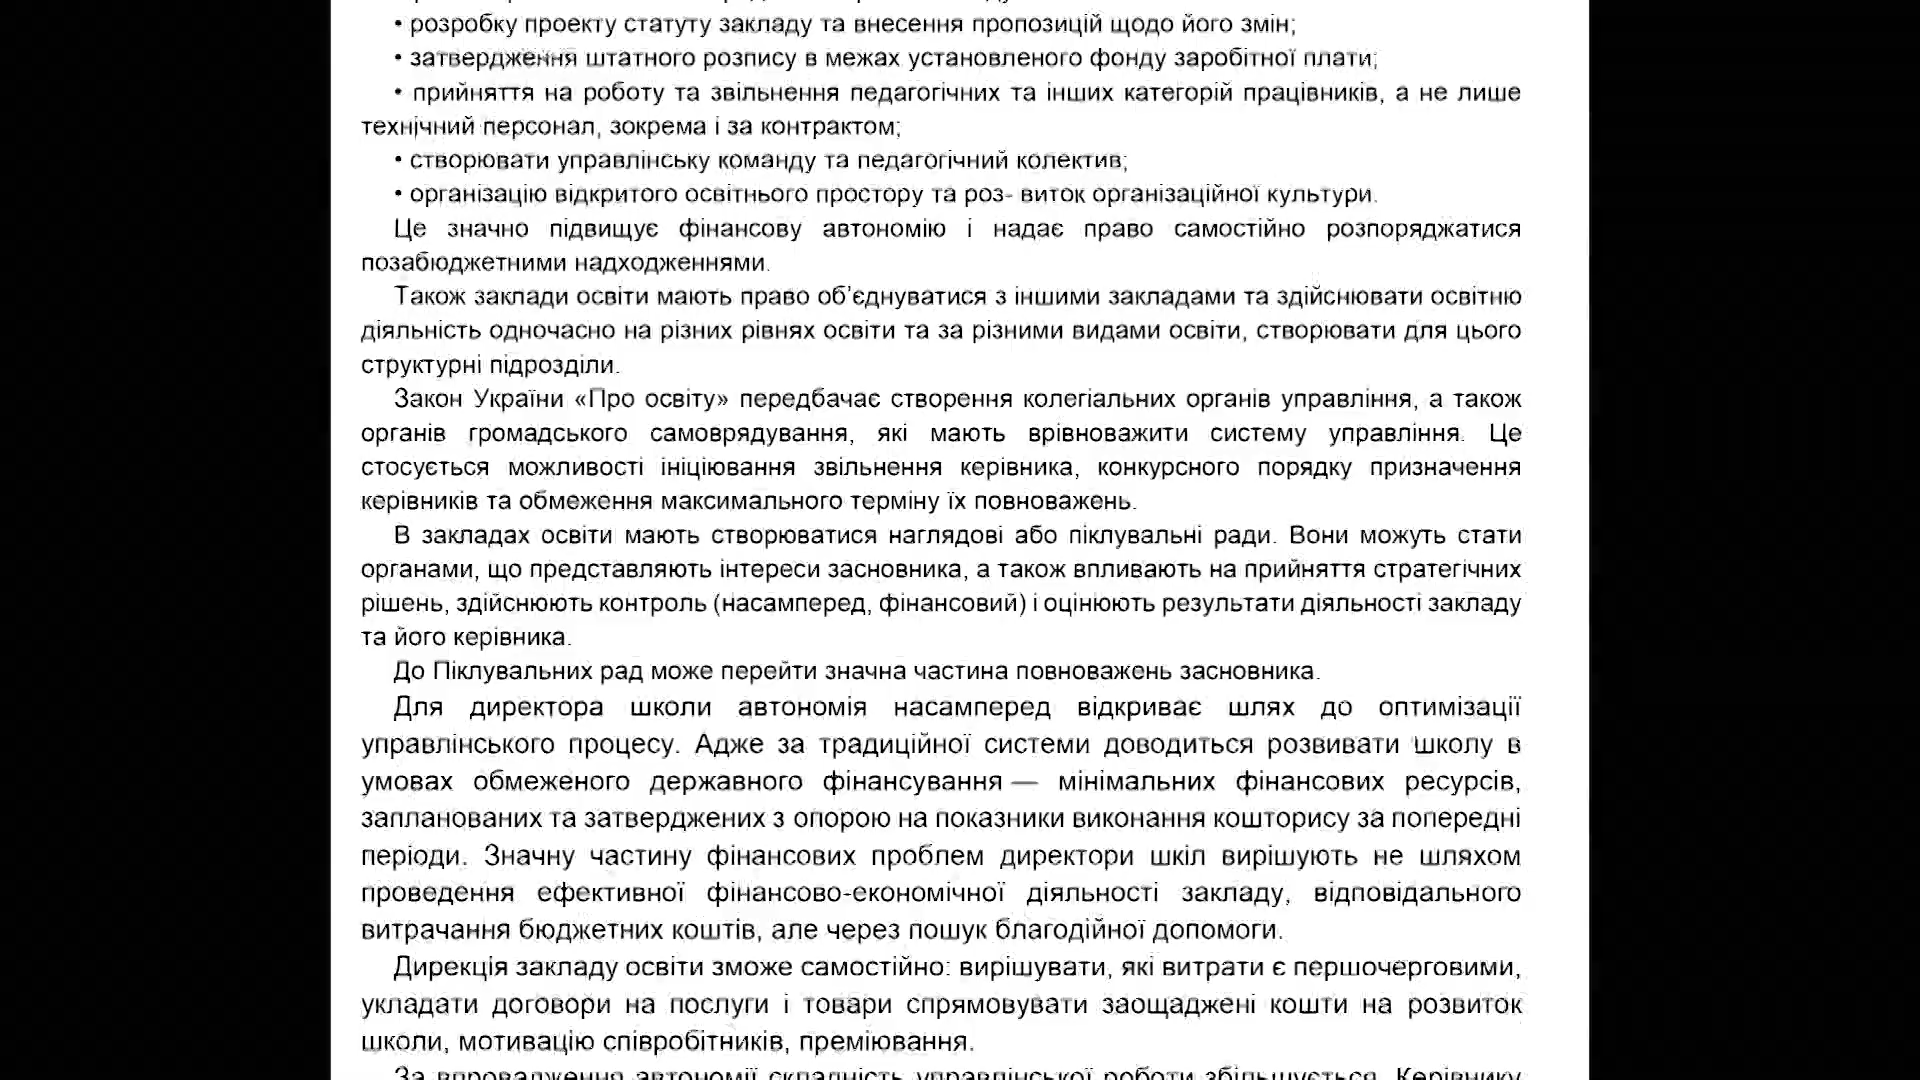 • розробку проекту статуту закладу та внесення пропозицій щодо його змін;
• затвердження штатного розпису в межах установленого фонду заробітної плати;
• прийняття на роботу та звільнення педагогічних та інших категорій працівників, а не лише
технічний персонал, зокрема і за контрактом;
• створювати управлінську команду та педагогічний колектив;
• організацію відкритого освітнього простору та роз- виток організаційної культури.
Це значно підвищує фінансову автономію і надає право самостійно розпоряджатися
позабюджетними надходженнями.
Також заклади освіти мають право об’єднуватися з іншими закладами та здійснювати освітню
діяльність одночасно на різних рівнях освіти та за різними видами освіти, створювати для цього
структурні підрозділи.
Закон України «Про освіту» передбачає створення колегіальних органів управління, а також
органів громадського самоврядування, які мають врівноважити систему управління. Це
стосується можливості ініціювання звільнення керівника, конкурсного порядку призначення
керівників та обмеження максимального терміну їх повноважень.
В закладах освіти мають створюватися наглядові або піклувальні ради. Вони можуть стати
органами, що представляють інтереси засновника, а також впливають на прийняття стратегічних
рішень, здійснюють контроль (насамперед, фінансовий) і оцінюють результати діяльності закладу
та його керівника.
До Піклувальних рад може перейти значна частина повноважень засновника.
Для директора школи автономія насамперед відкриває шлях до оптимізації
управлінського процесу. Адже за традиційної системи доводиться розвивати школу в
умовах обмеженого державного фінансування — мінімальних фінансових ресурсів,
запланованих та затверджених з опорою на показники виконання кошторису за попередні
періоди. Значну частину фінансових проблем директори шкіл вирішують не шляхом
проведення ефективної фінансово-економічної діяльності закладу, відповідального
витрачання бюджетних коштів, але через пошук благодійної допомоги.
Дирекція закладу освіти зможе самостійно: вирішувати, які витрати є першочерговими,
укладати договори на послуги і товари спрямовувати заощаджені кошти на розвиток
школи, мотивацію співробітників, преміювання.
За впровадження автономії складність управлінської роботи збільшується. Керівнику